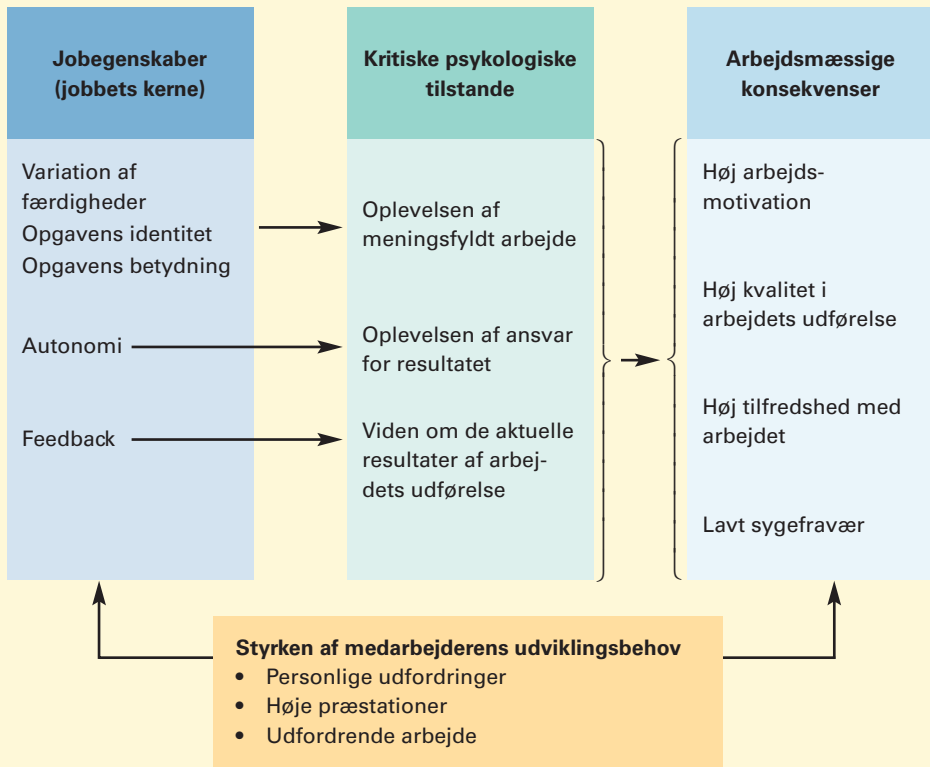 Jobegenskaber
(jobbets kerne)
Variation af
færdigheder
Opgavens identitet
Opgavens betydning
Autonomi
Feedback
Kritiske psykologiske
tilstande
Oplevelsen af
meningsfyldt arbejde
Oplevelsen af ansvar
for resultatet
Viden om de aktuelle
resultater af arbej-
dets udførelse
Arbejdsmæssige
konsekvenser
Høj arbejds-
motivation
Høj kvalitet i
arbejdets udførelse
Høj tilfredshed med
arbejdet
Lavt sygefravær
Styrken af medarbejderens udviklingsbehov
• Personlige udfordringer
• Høje præstationer
• Udfordrende arbejde